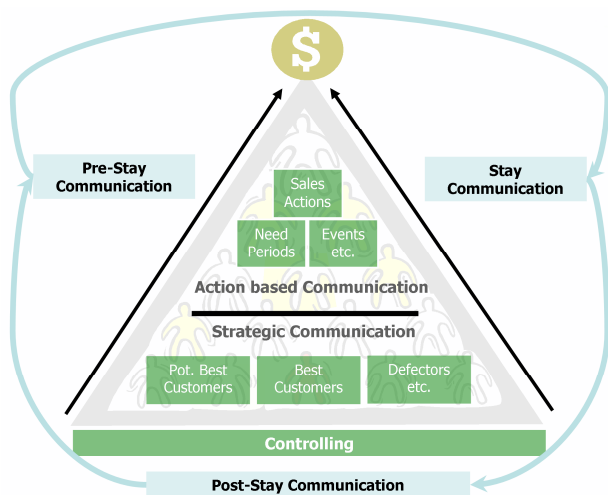 $
Pre-Stay
Communication
Stay
Communication
Sales
Actions
Need
Periods
Events
etc.
Action based Communication
Strategic Communication
Pot. Best
Customers
Best
Customers
Defectors
etc.
Controlling
Post-Stay Communication